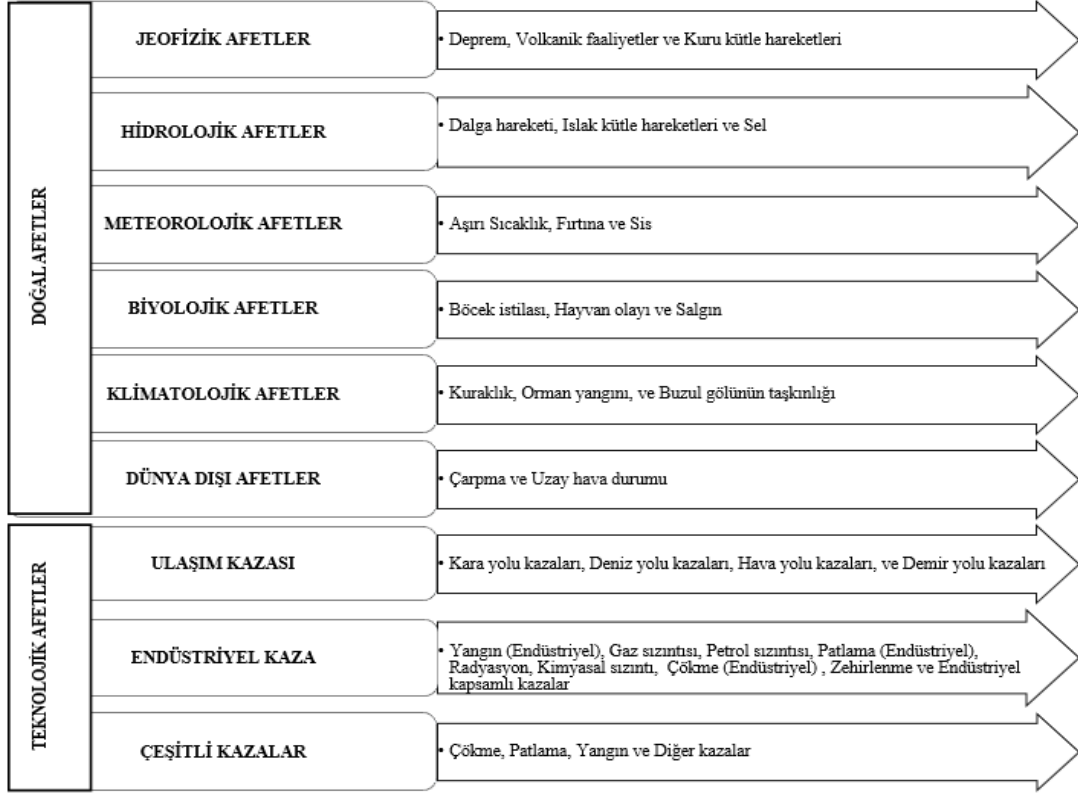 DOĞAL AFETLER
JEOFİZİK AFETLER
• Deprem, Volkanik faaliyetler ve Kuru kütle hareketleri
HİDROLOJİK AFETLER
• Dalga hareketi, Islak kütle hareketleri ve Sel
METEOROLOJİK AFETLER
• Aşırı Sıcaklık, Fırtına ve Sis
BİYOLOJİK AFETLER
• Böcek istilası, Hayvan olayı ve Salgın
KLİMATOLOJİK AFETLER
• Kuraklık, Orman yangını, ve Buzul gölünün taşkınlığı
DÜNYA DIŞI AFETLER
• Çarpma ve Uzay hava durumu
TEKNOLOJİK AFETLER
ULAŞIM KAZASI
• Kara yolu kazaları, Deniz yolu kazaları, Hava yolu kazaları, ve Demir yolu kazaları
ENDÜSTRİYEL KAZA
• Yangın (Endüstriyel), Gaz sızıntısı, Petrol sızıntısı, Patlama (Endüstriyel),
Radyasyon, Kimyasal sızıntı, Çökme (Endüstriyel) , Zehirlenme ve Endüstriyel
kapsamlı kazalar
ÇEŞİTLİ KAZALAR
• Çökme, Patlama, Yangın ve Diğer kazalar